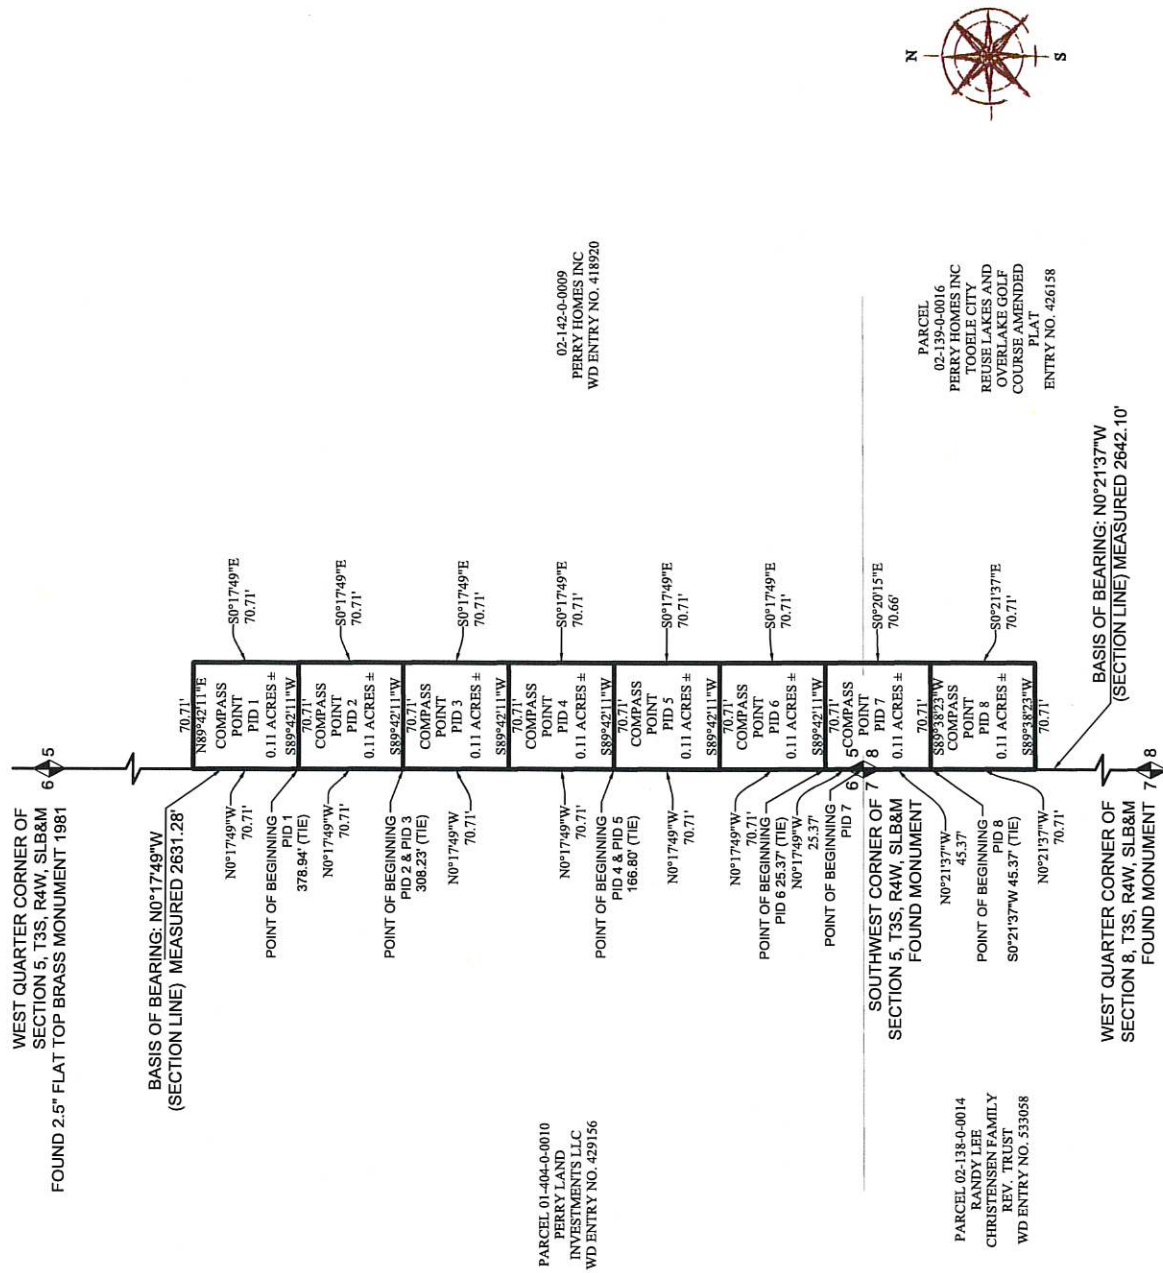 WEST QUARTER CORNER OF
SECTION 5, T3S, R4W, SLB&M
FOUND 2.5" FLAT TOP BRASS MONUMENT 1981
6 5
BASIS OF BEARING: N0°17'49"W
(SECTION LINE) MEASURED 2631.28'
N
S
70.71'
N89°42'11"E
COMPASS
POINT
PID 1
0.11 ACRES ±
S89°42'11"W
N0°17'49"W
70.71'
S0°17'49"E
70.71'
POINT OF BEGINNING
PID 1
378.94' (TIE)
70.71'
COMPASS
POINT
PID 2
0.11 ACRES ±
S89°42'11"W
N0°17'49"W
70.71'
S0°17'49"E
70.71'
POINT OF BEGINNING
PID 2 & PID 3
308.23' (TIE)
70.71'
COMPASS
POINT
PID 3
0.11 ACRES ±
S89°42'11"W
N0°17'49"W
70.71'
S0°17'49"E
70.71'
70.71'
COMPASS
POINT
PID 4
0.11 ACRES ±
S89°42'11"W
N0°17'49"W
70.71'
S0°17'49"E
70.71'
POINT OF BEGINNING
PID 4 & PID 5
166.80' (TIE)
70.71'
COMPASS
POINT
PID 5
0.11 ACRES ±
S89°42'11"W
N0°17'49"W
70.71'
S0°17'49"E
70.71'
70.71'
COMPASS
POINT
PID 6
0.11 ACRES ±
S89°42'11"W
N0°17'49"W
70.71'
S0°17'49"E
70.71'
POINT OF BEGINNING
PID 6 25.37' (TIE)
N0°17'49"W
25.37'
POINT OF BEGINNING
PID 7
70.71'
COMPASS
POINT
PID 7
0.11 ACRES ±
70.71'
S89°38'23"W
S0°20'15"E
70.66'
6 5
7 8
SOUTHWEST CORNER OF
SECTION 5, T3S, R4W, SLB&M
FOUND MONUMENT
N0°21'37"W
45.37'
POINT OF BEGINNING
PID 8
S0°21'37"W 45.37' (TIE)
COMPASS
POINT
PID 8
0.11 ACRES ±
S89°38'23"W
70.71'
N0°21'37"W
70.71'
S0°21'37"E
70.71'
BASIS OF BEARING: N0°21'37"W
(SECTION LINE) MEASURED 2642.10'
WEST QUARTER CORNER OF
SECTION 8, T3S, R4W, SLB&M
FOUND MONUMENT
7 8
PARCEL 01-404-0-0010
PERRY LAND
INVESTMENTS LLC
WD ENTRY NO. 429156
02-142-0-0009
PERRY HOMES INC
WD ENTRY NO. 418920
PARCEL 02-138-0-0014
RANDY LEE
CHRISTENSEN FAMILY
REV. TRUST
WD ENTRY NO. 533058
PARCEL
02-139-0-0016
PERRY HOMES INC
TOOELE CITY
REUSE LAKES AND
OVERLAKE GOLF
COURSE AMENDED
PLAT
ENTRY NO. 426158